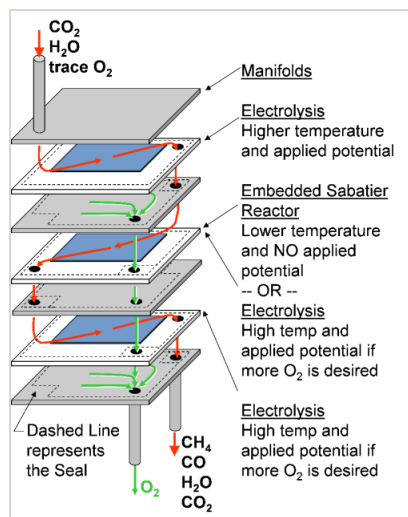 CO2
H2O
trace O2
Manifolds
Electrolysis
Higher temperature
and applied potential
Embedded Sabatier
Reactor
Lower temperature
and NO applied
potential
-- OR --
Electrolysis
High temp and
applied potential if
more O2 is desired
Electrolysis
High temp and
applied potential if
more O2 is desired
Dashed Line
represents
the Seal
O2
CH4
CO
H2O
CO2